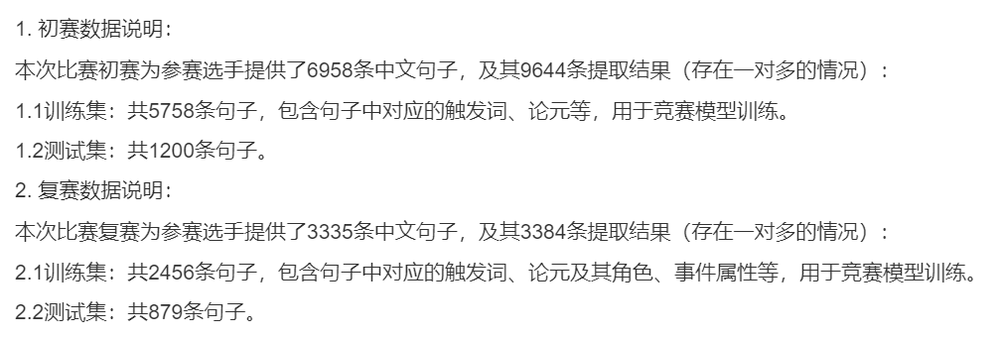 1. 初赛数据说明：
本次比赛初赛为参赛选手提供了6958条中文句子，及其9644条提取结果（存在一对多的情况）：
1.1训练集：共5758条句子，包含句子中对应的触发词、论元等，用于竞赛模型训练。
1.2测试集：共1200条句子。
2. 复赛数据说明：
本次比赛复赛为参赛选手提供了3335条中文句子，及其3384条提取结果（存在一对多的情况）：
2.1训练集：共2456条句子，包含句子中对应的触发词、论元及其角色、事件属性等，用于竞赛模型训练。
2.2测试集：共879条句子。